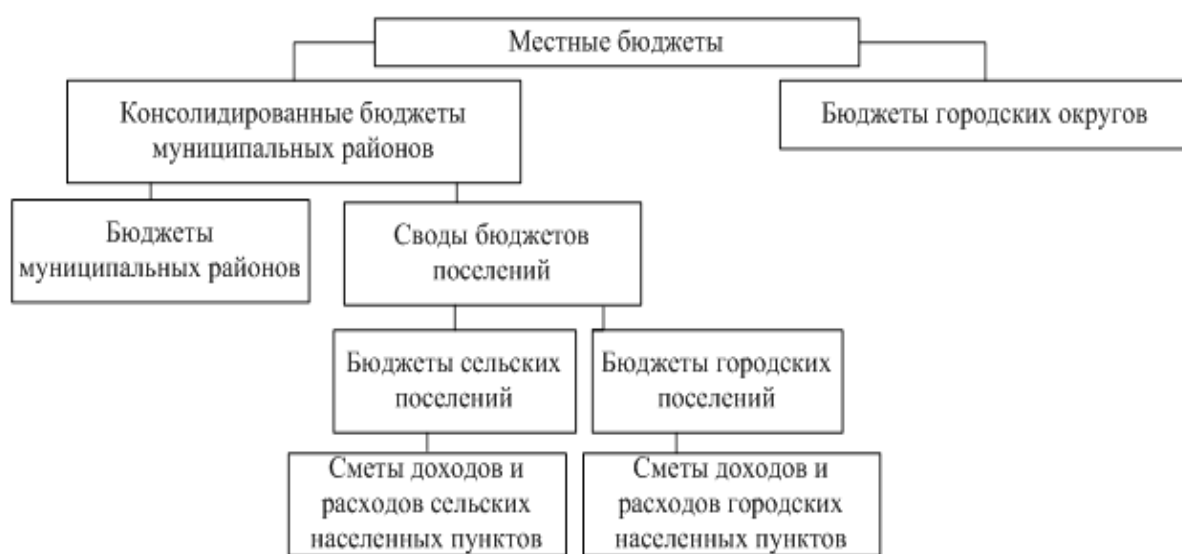 Местные бюджеты
Консолидированные бюджеты
муниципальных районов
Бюджеты городских округов
Бюджеты
муниципальных районов
Своды бюджетов
поселений
Бюджеты сельских
поселений
Бюджеты городских
поселений
Сметы доходов и
расходов сельских
населенных пунктов
Сметы доходов и
расходов городских
населенных пунктов